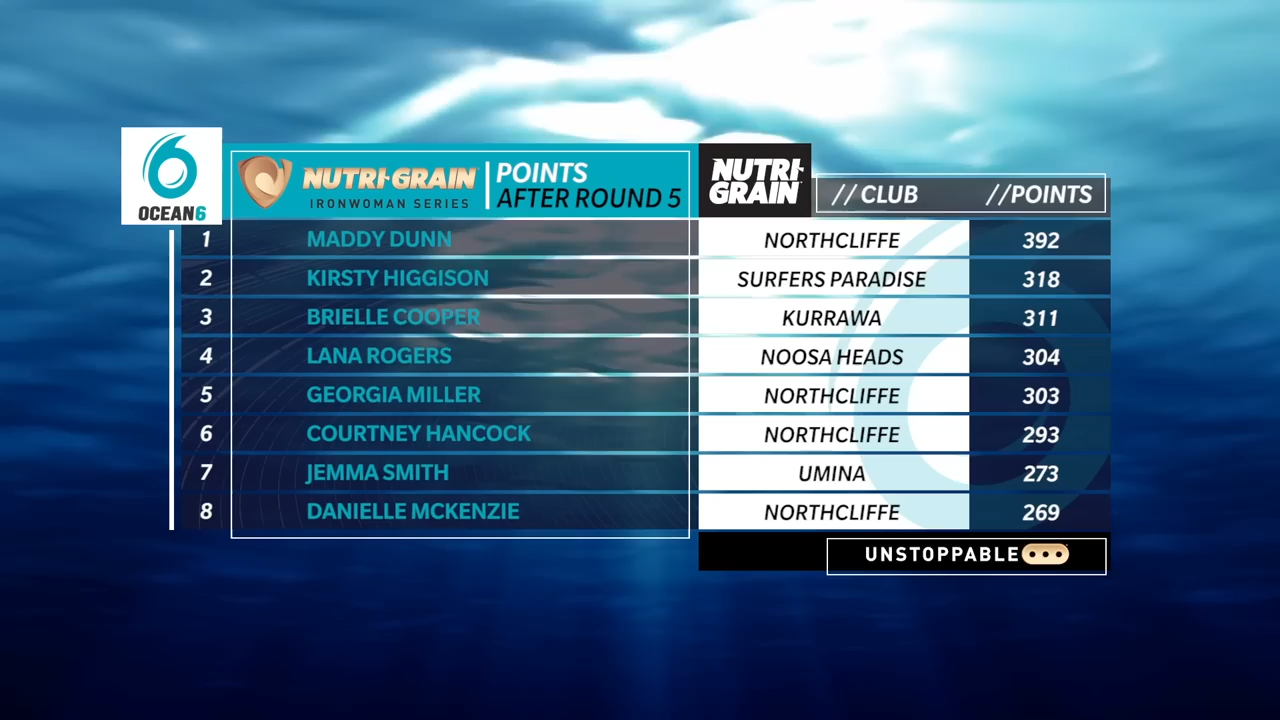 OCEAN6
NUTRI-GRAIN
IRONWOMAN SERIES
POINTS
AFTER ROUND 5
NUTRI-
GRAIN
// CLUB //POINTS
1 MADDY DUNN NORTHCLIFFE 392
2 KIRSTY HIGGISON SURFERS PARADISE 318
3 BRIELLE COOPER KURRAWA 311
4 LANA ROGERS NOOSA HEADS 304
5 GEORGIA MILLER NORTHCLIFFE 303
6 COURTNEY HANCOCK NORTHCLIFFE 293
7 JEMMA SMITH UMINA 273
8 DANIELLE MCKENZIE NORTHCLIFFE 269
UNSTOPPABLE